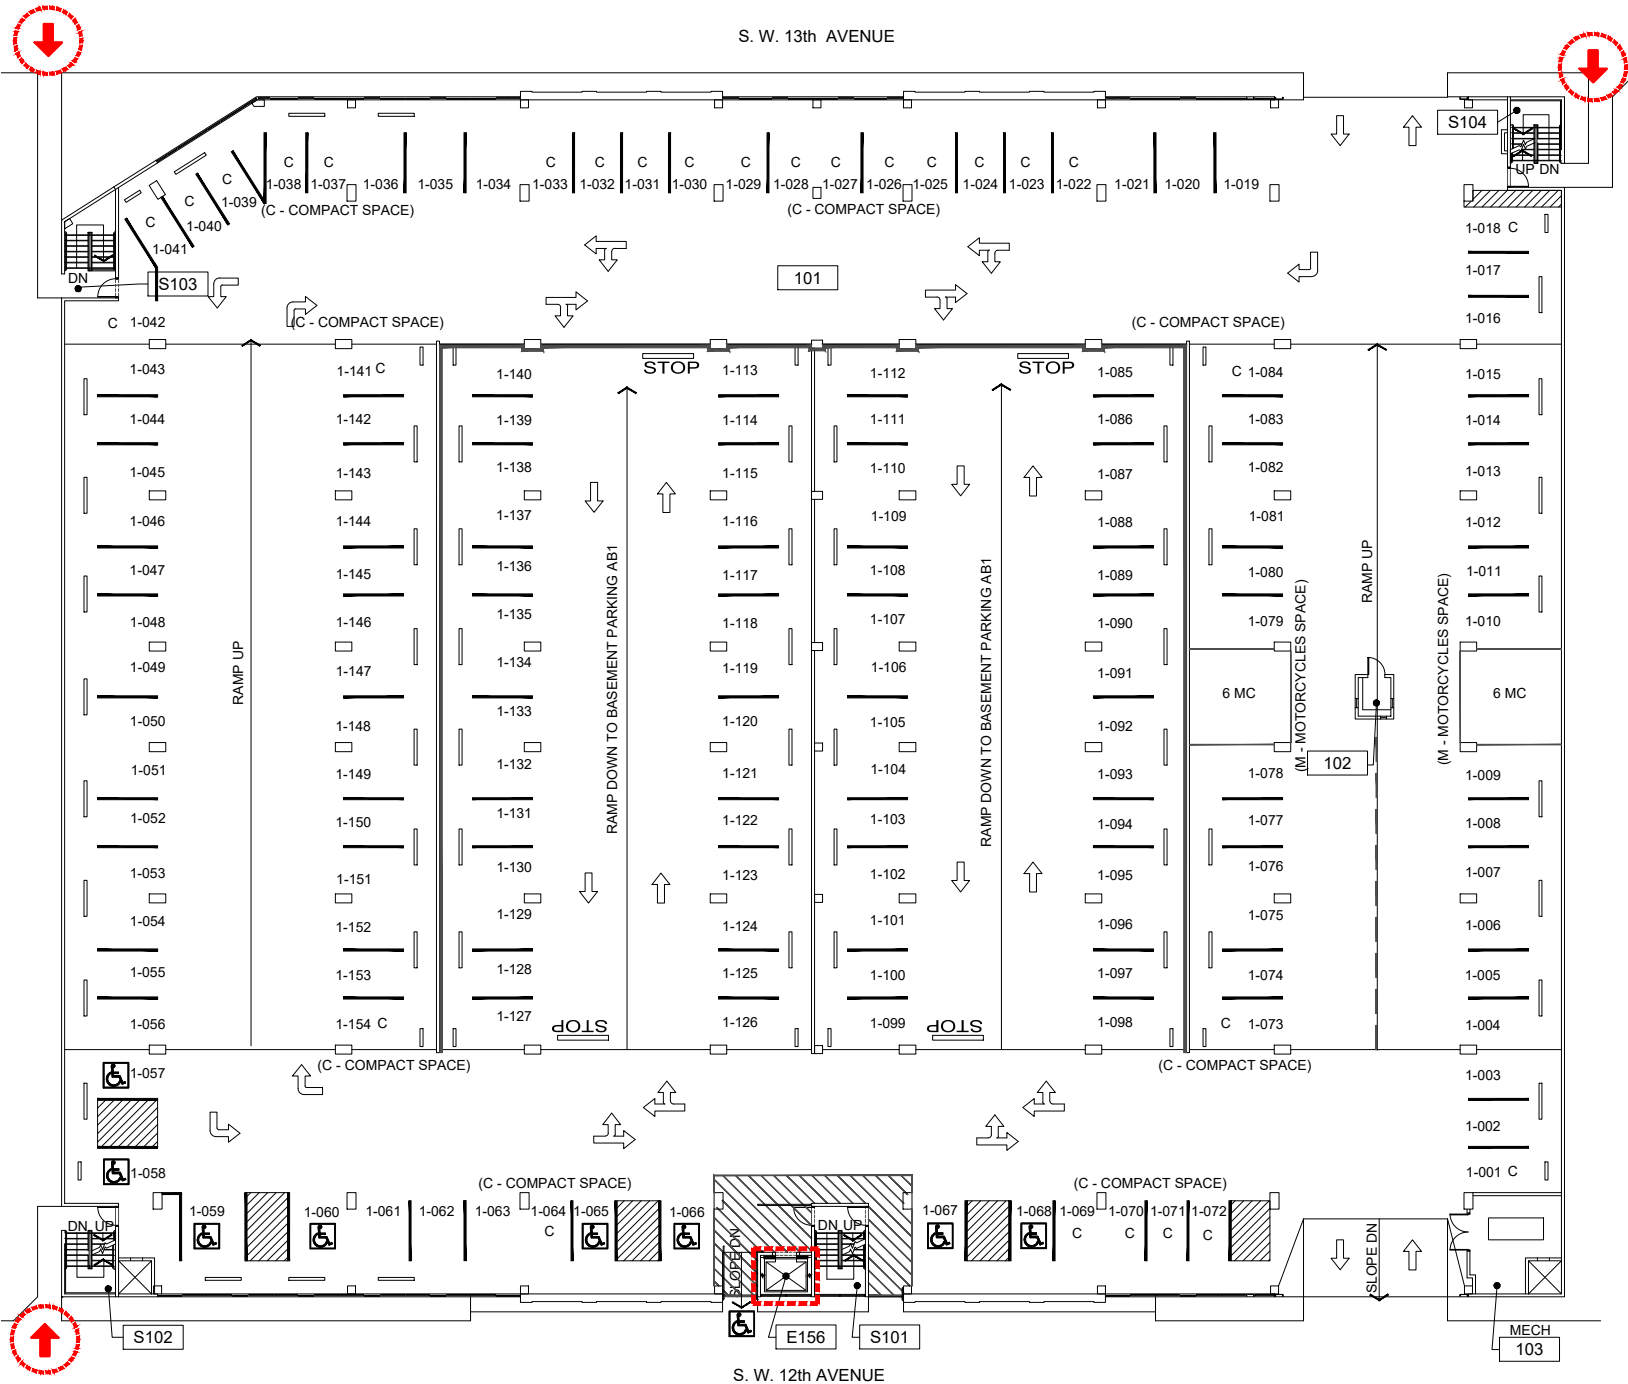 S. W. 13th AVENUE
S104
UP DN
C C C C C C C C C C C C C
1-038 1-037 1-036 1-035 1-034 1-033 1-032 1-031 1-030 1-029 1-028 1-027 1-026 1-025 1-024 1-023 1-022 1-021 1-020 1-019
(C - COMPACT SPACE)
(C - COMPACT SPACE)
C 1-039
C 1-040
C 1-041
1-018 C
1-017
1-016
DN
S103
101
C 1-042
(C - COMPACT SPACE)
(C - COMPACT SPACE)
STOP
STOP
1-043
1-044
1-045
1-046
1-047
1-048
1-049
1-050
1-051
1-052
1-053
1-054
1-055
1-056
RAMP UP
1-141 C
1-142
1-143
1-144
1-145
1-146
1-147
1-148
1-149
1-150
1-151
1-152
1-153
1-154 C
1-140
1-139
1-138
1-137
1-136
1-135
1-134
1-133
1-132
1-131
1-130
1-129
1-128
1-127
RAMP DOWN TO BASEMENT PARKING AB1
1-113
1-114
1-115
1-116
1-117
1-118
1-119
1-120
1-121
1-122
1-123
1-124
1-125
1-126
1-112
1-111
1-110
1-109
1-108
1-107
1-106
1-105
1-104
1-103
1-102
1-101
1-100
1-099
RAMP DOWN TO BASEMENT PARKING AB1
1-085
1-086
1-087
1-088
1-089
1-090
1-091
1-092
1-093
1-094
1-095
1-096
1-097
1-098
C 1-084
1-083
1-082
1-081
1-080
1-079
6 MC
1-078
1-077
1-076
1-075
1-074
C 1-073
(M - MOTORCYCLES SPACE)
RAMP UP
102
(M - MOTORCYCLES SPACE)
1-015
1-014
1-013
1-012
1-011
1-010
6 MC
1-009
1-008
1-007
1-006
1-005
1-004
STOP
STOP
(C - COMPACT SPACE)
(C - COMPACT SPACE)
1-057
1-058
1-003
1-002
1-001 C
(C - COMPACT SPACE)
(C - COMPACT SPACE)
1-059 1-060 1-061 1-062 1-063 1-064 1-065 1-066 1-067 1-068 1-069 1-070 1-071 1-072
C C C C C
DN UP
DN UP
SLOPE DN
SLOPE DN
S102
E156
S101
MECH
103
S. W. 12th AVENUE